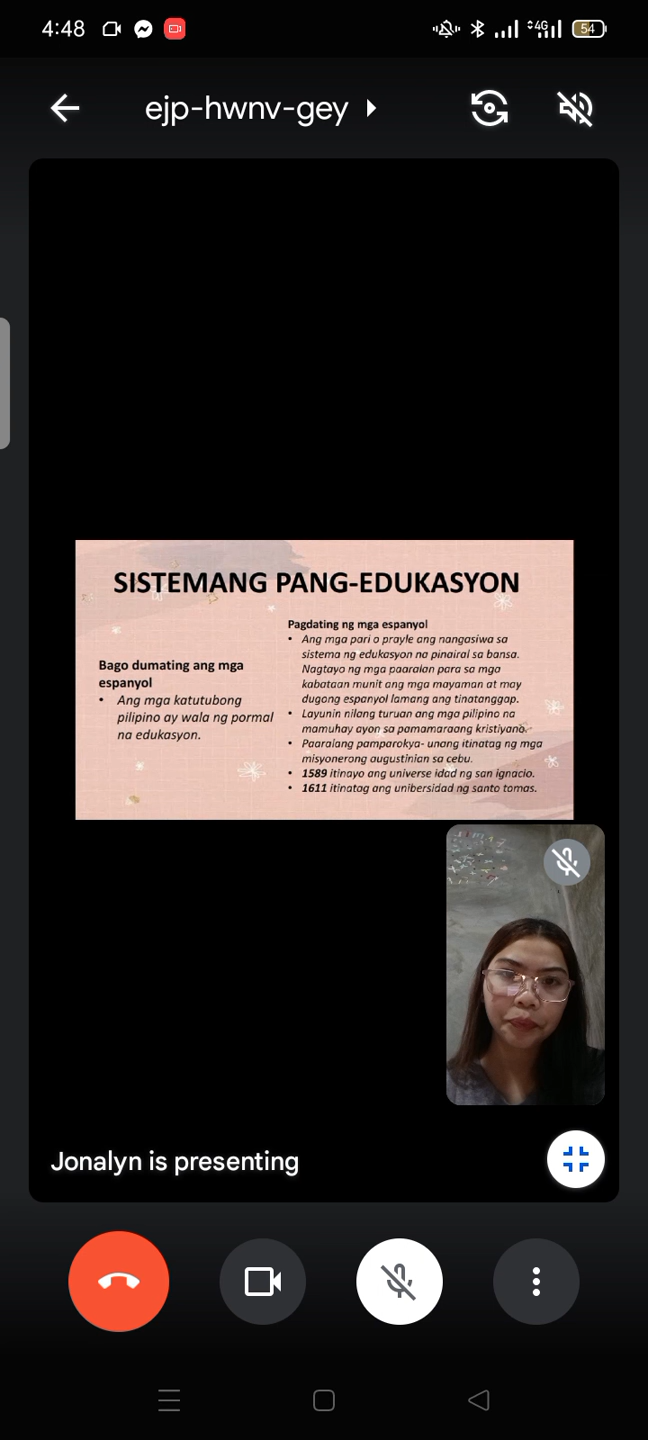 4:48
4G
54
ejp-hwnv-gey
SISTEMANG PANG-EDUKASYON
Bago dumating ang mga
espanyol
• Ang mga katutubong
pilipino ay wala ng pormal
na edukasyon.
Pagdating ng mga espanyol
• Ang mga pari o prayle ang nangasiwa sa
sistema ng edukasyon na pinairal sa bansa.
Nagtayo ng mga paaralan para sa mga
kabataan munit ang mga mayaman at may
dugong espanyol lamang ang tinatanggap.
• Layunin nilang turuan ang mga pilipino na
mamuhay ayon sa pamamaraang kristiyano.
• Paaralang pamparokya- unang itinatag ng mga
misyonerong augustinian sa cebu.
• 1589 itinayo ang universe idad ng san ignacio.
• 1611 itinatag ang unibersidad ng santo tomas.
Jonalyn is presenting